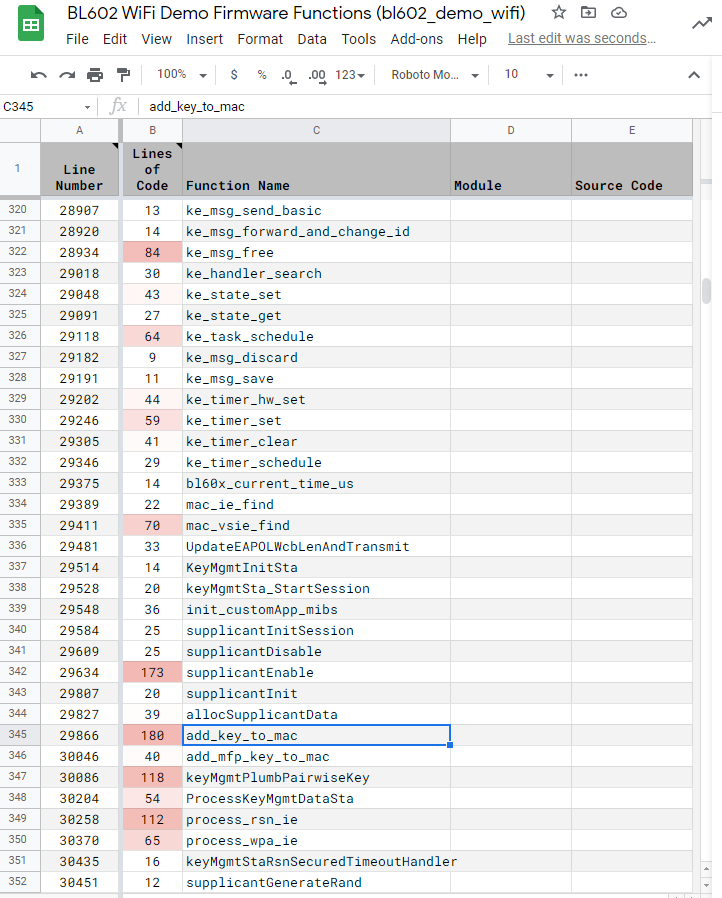 BL602 WiFi Demo Firmware Functions (bl602_demo_wifi)
File Edit View Insert Format Data Tools Add-ons Help Last edit was seconds…
100% $ % .0 .00 123 Roboto Mo... 10
C345 fx add_key_to_mac
A B C D E
1 Line Number Lines of Code Function Name Module Source Code
320 28907 13 ke_msg_send_basic
321 28920 14 ke_msg_forward_and_change_id
322 28934 84 ke_msg_free
323 29018 30 ke_handler_search
324 29048 43 ke_state_set
325 29091 27 ke_state_get
326 29118 64 ke_task_schedule
327 29182 9 ke_msg_discard
328 29191 11 ke_msg_save
329 29202 44 ke_timer_hw_set
330 29246 59 ke_timer_set
331 29305 41 ke_timer_clear
332 29346 29 ke_timer_schedule
333 29375 14 bl60x_current_time_us
334 29389 22 mac_ie_find
335 29411 70 mac_vsie_find
336 29481 33 UpdateEAPOLWcbLenAndTransmit
337 29514 14 KeyMgmtInitSta
338 29528 20 keyMgmtSta_StartSession
339 29548 36 init_customApp_mibs
340 29584 25 supplicantInitSession
341 29609 25 supplicantDisable
342 29634 173 supplicantEnable
343 29807 20 supplicantInit
344 29827 39 allocSupplicantData
345 29866 180 add_key_to_mac
346 30046 40 add_mfp_key_to_mac
347 30086 118 keyMgmtPlumbPairwiseKey
348 30204 54 ProcessKeyMgmtDataSta
349 30258 112 process_rsn_ie
350 30370 65 process_wpa_ie
351 30435 16 keyMgmtStaRsnSecuredTimeoutHandler
352 30451 12 supplicantGenerateRand